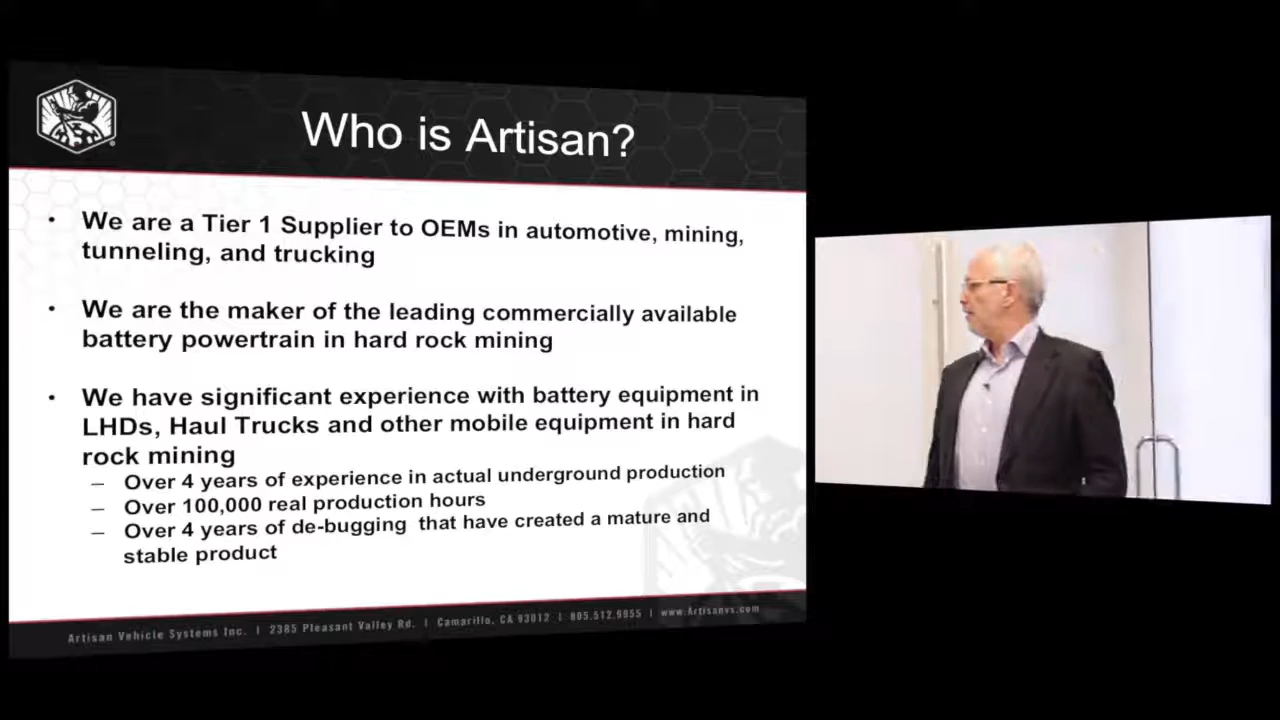 Who is Artisan?
• We are a Tier 1 Supplier to OEMs in automotive, mining,
tunneling, and trucking
• We are the maker of the leading commercially available
battery powertrain in hard rock mining
• We have significant experience with battery equipment in
LHDs, Haul Trucks and other mobile equipment in hard
rock mining
– Over 4 years of experience in actual underground production
– Over 100,000 real production hours
– Over 4 years of de-bugging that have created a mature and
stable product
Artisan Vehicle Systems Inc. | 2385 Pleasant Valley Rd. | Camarillo, CA 93012 | 805.512.9955 | www.Artisanvs.com